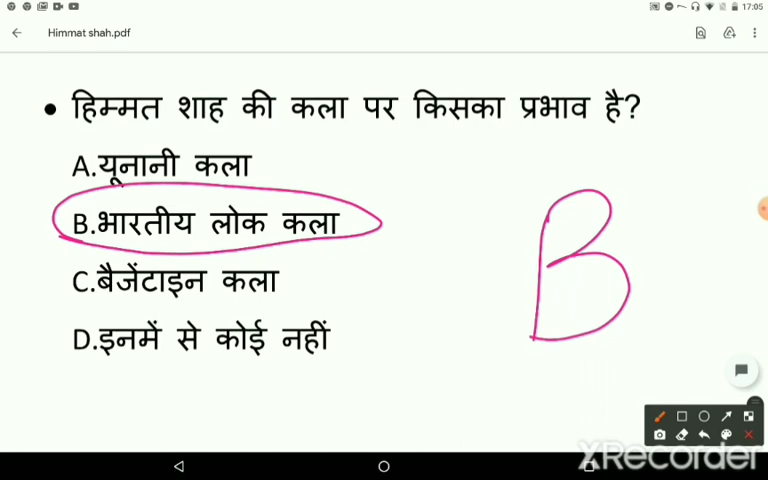 17:05
Himmat shah.pdf
• हिम्मत शाह की कला पर किसका प्रभाव है?
A.यूनानी कला
B.भारतीय लोक कला
C.बैजेंटाइन कला
D.इनमें से कोई नहीं
B
XRecorder